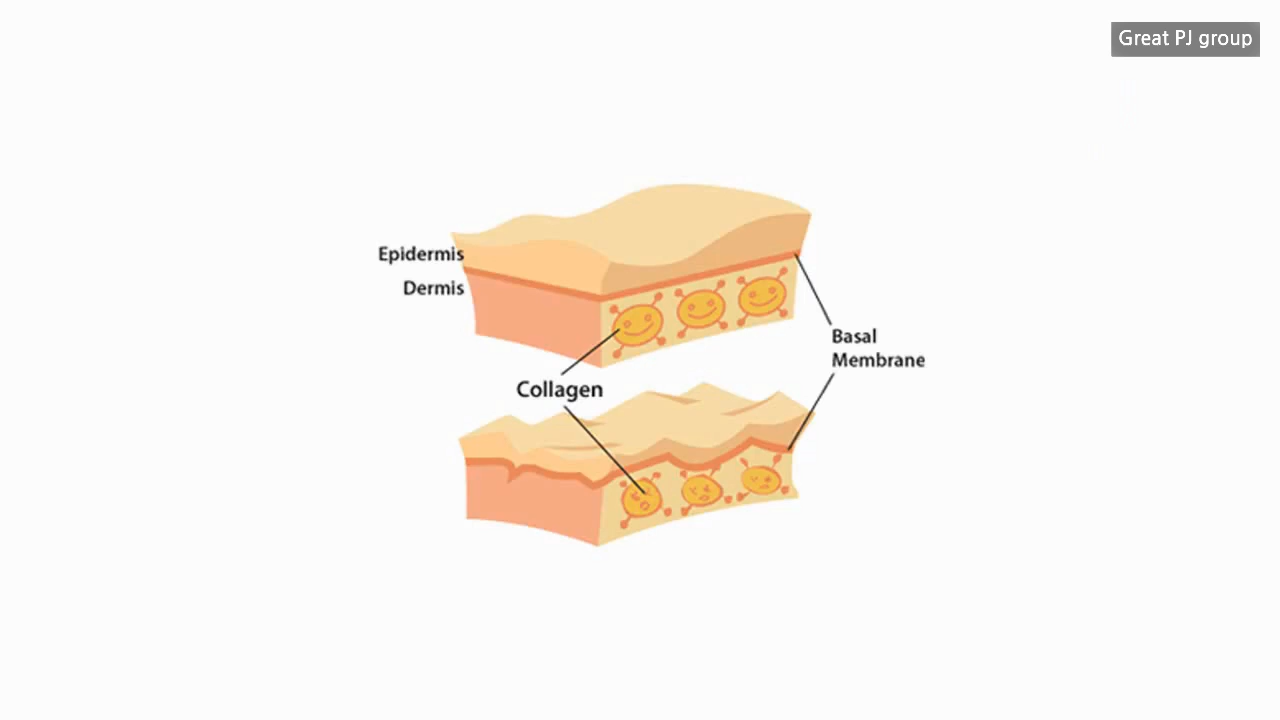 Great PJ group
Epidermis
Dermis
Basal
Membrane
Collagen